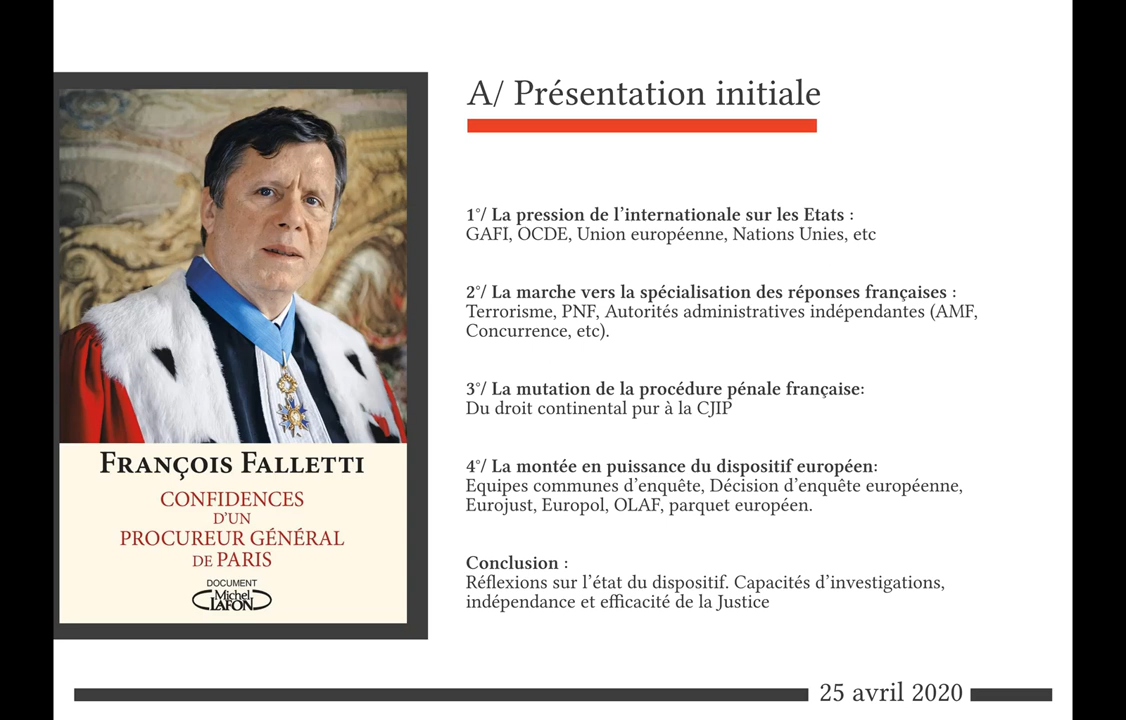 A/ Présentation initiale
1°/ La pression de l'internationale sur les Etats :
GAFI, OCDE, Union européenne, Nations Unies, etc
2°/ La marche vers la spécialisation des réponses françaises :
Terrorisme, PNF, Autorités administratives indépendantes (AMF,
Concurrence, etc).
3°/ La mutation de la procédure pénale française:
Du droit continental pur à la CJIP
4°/ La montée en puissance du dispositif européen:
Equipes communes d'enquête, Décision d'enquête européenne,
Eurojust, Europol, OLAF, parquet européen.
Conclusion :
Réflexions sur l'état du dispositif. Capacités d'investigations,
indépendance et efficacité de la Justice
FRANÇOIS FALLETTI
CONFIDENCES
D'UN
PROCUREUR GÉNÉRAL
DE PARIS
DOCUMENT
Michel
LAFON
25 avril 2020